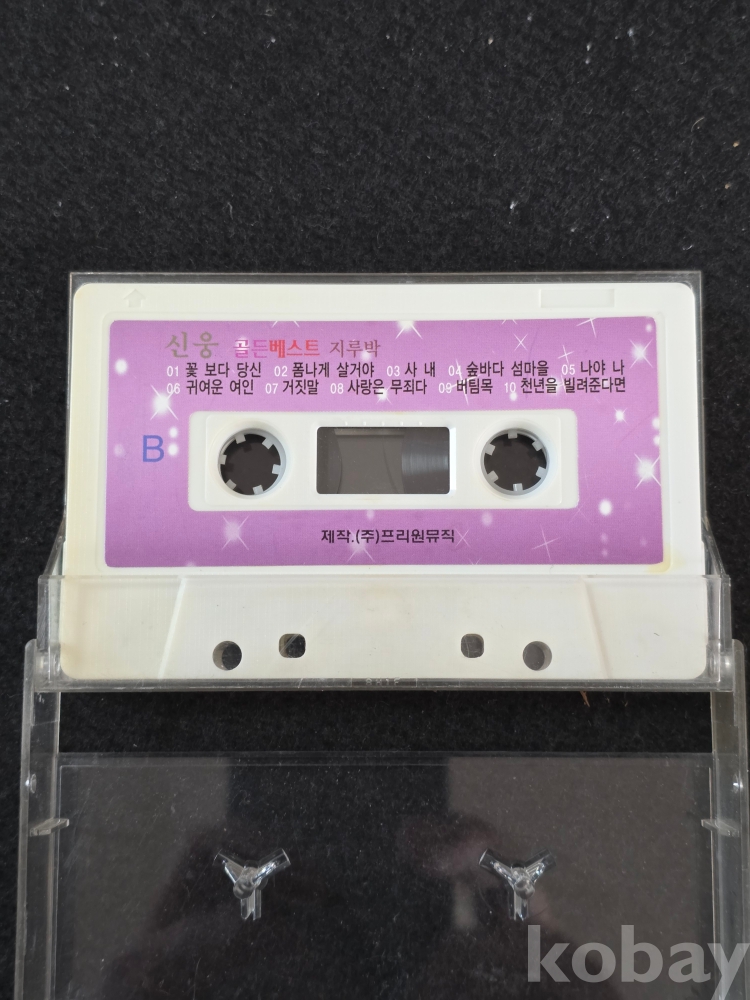 신웅 골든베스트 지루박
01 꽃 보다 당신 02 폼나게 살거야 03 사 내 04 숨바다 섬마을 05 나야 나
06 귀여운 여인 07 거짓말 08 사랑은 무죄다 09 버팀목 10 천년을 빌려준다면
B
제작.(주)프리원뮤직
kobay